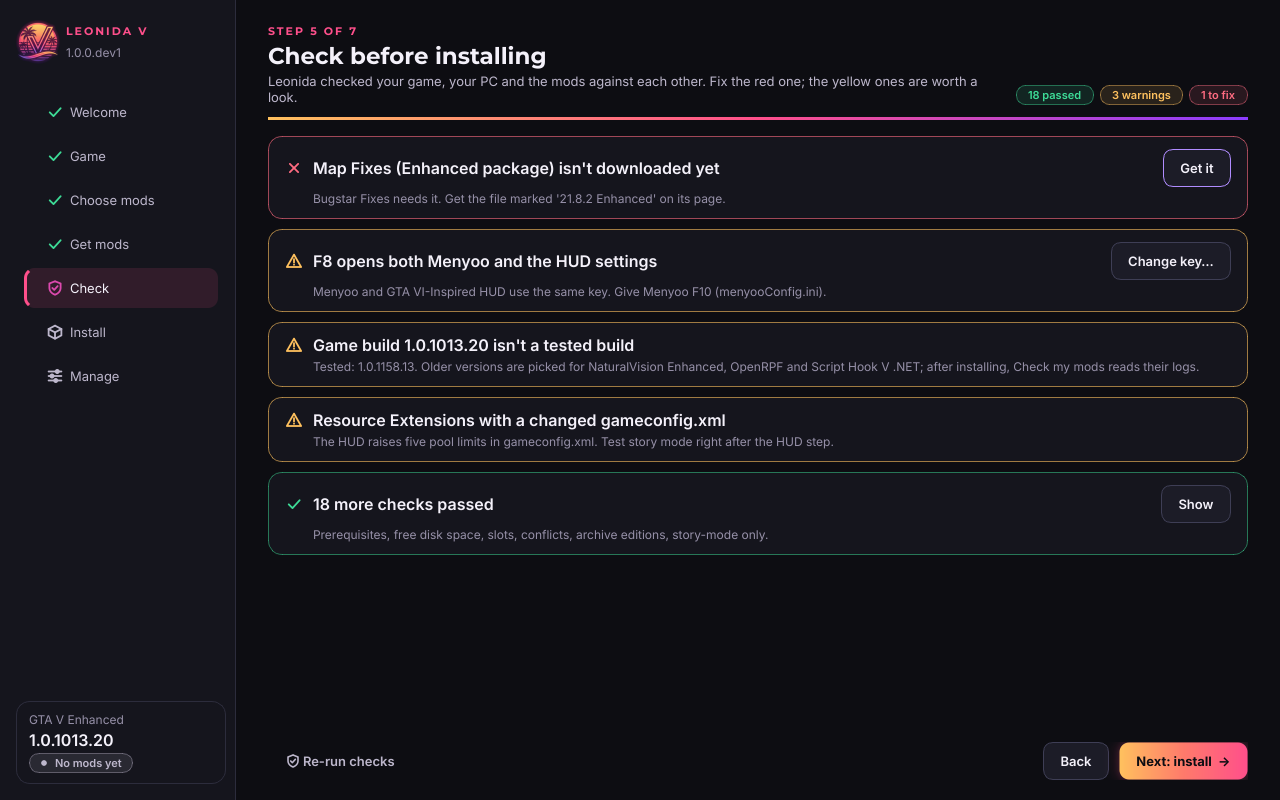 LEONIDA V
1.0.0.dev1
Welcome
Game
Choose mods
Get mods
Check
Install
Manage
GTA V Enhanced
1.0.1013.20
No mods yet
STEP 5 OF 7
Check before installing
Leonida checked your game, your PC and the mods against each other. Fix the red one; the yellow ones are worth a
look.
18 passed
3 warnings
1 to fix
Map Fixes (Enhanced package) isn't downloaded yet
Get it
Bugstar Fixes needs it. Get the file marked '21.8.2 Enhanced' on its page.
F8 opens both Menyoo and the HUD settings
Change key...
Menyoo and GTA VI-Inspired HUD use the same key. Give Menyoo F10 (menyooConfig.ini).
Game build 1.0.1013.20 isn't a tested build
Tested: 1.0.1158.13. Older versions are picked for NaturalVision Enhanced, OpenRPF and Script Hook V .NET; after installing, Check my mods reads their logs.
Resource Extensions with a changed gameconfig.xml
The HUD raises five pool limits in gameconfig.xml. Test story mode right after the HUD step.
18 more checks passed
Show
Prerequisites, free disk space, slots, conflicts, archive editions, story-mode only.
Re-run checks
Back
Next: install →